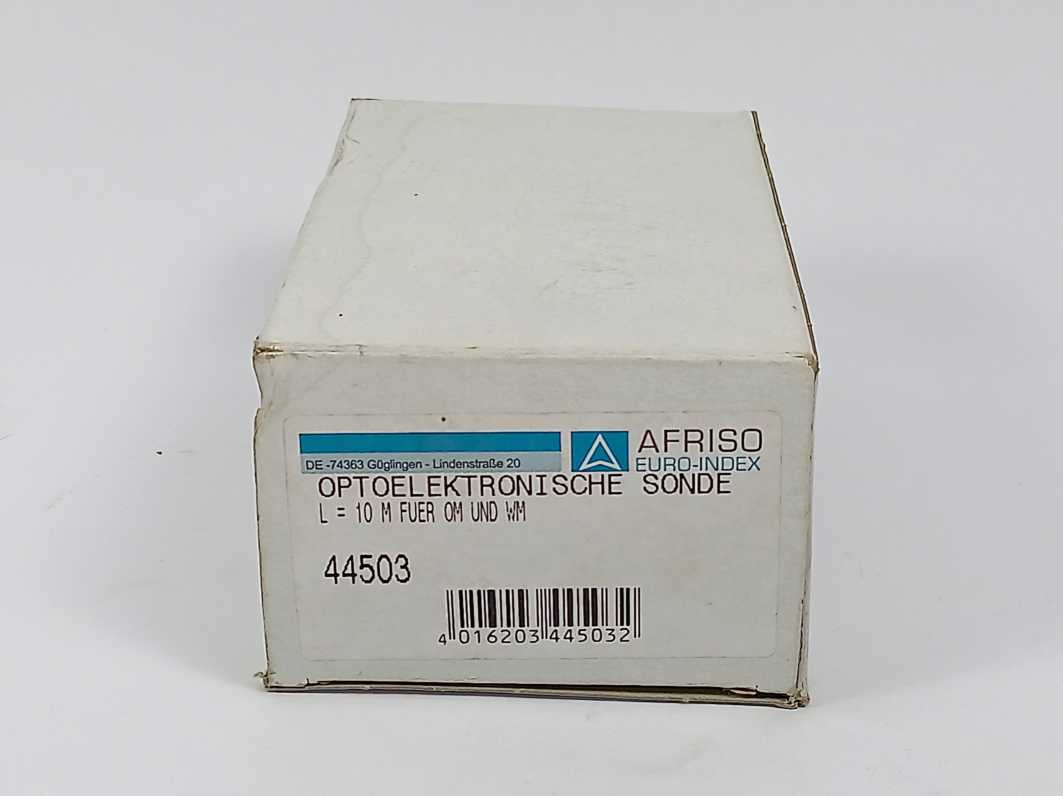 AFRISO
DE -74363 Güglingen - Lindenstraße 20
EURO-INDEX
OPTOELEKTRONISCHE SONDE
L = 10 M FUER OM UND WM
44503
4 016203 445032